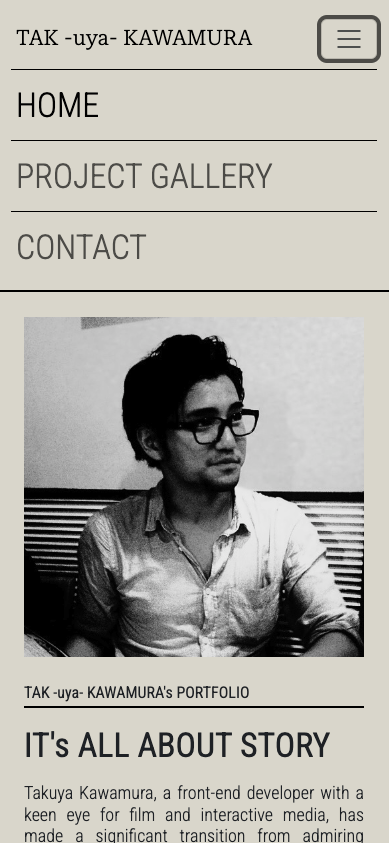 TAK -uya- KAWAMURA
HOME
PROJECT GALLERY
CONTACT
TAK -uya- KAWAMURA's PORTFOLIO
IT's ALL ABOUT STORY
Takuya Kawamura, a front-end developer with a
keen eye for film and interactive media, has
made a significant transition from admiring